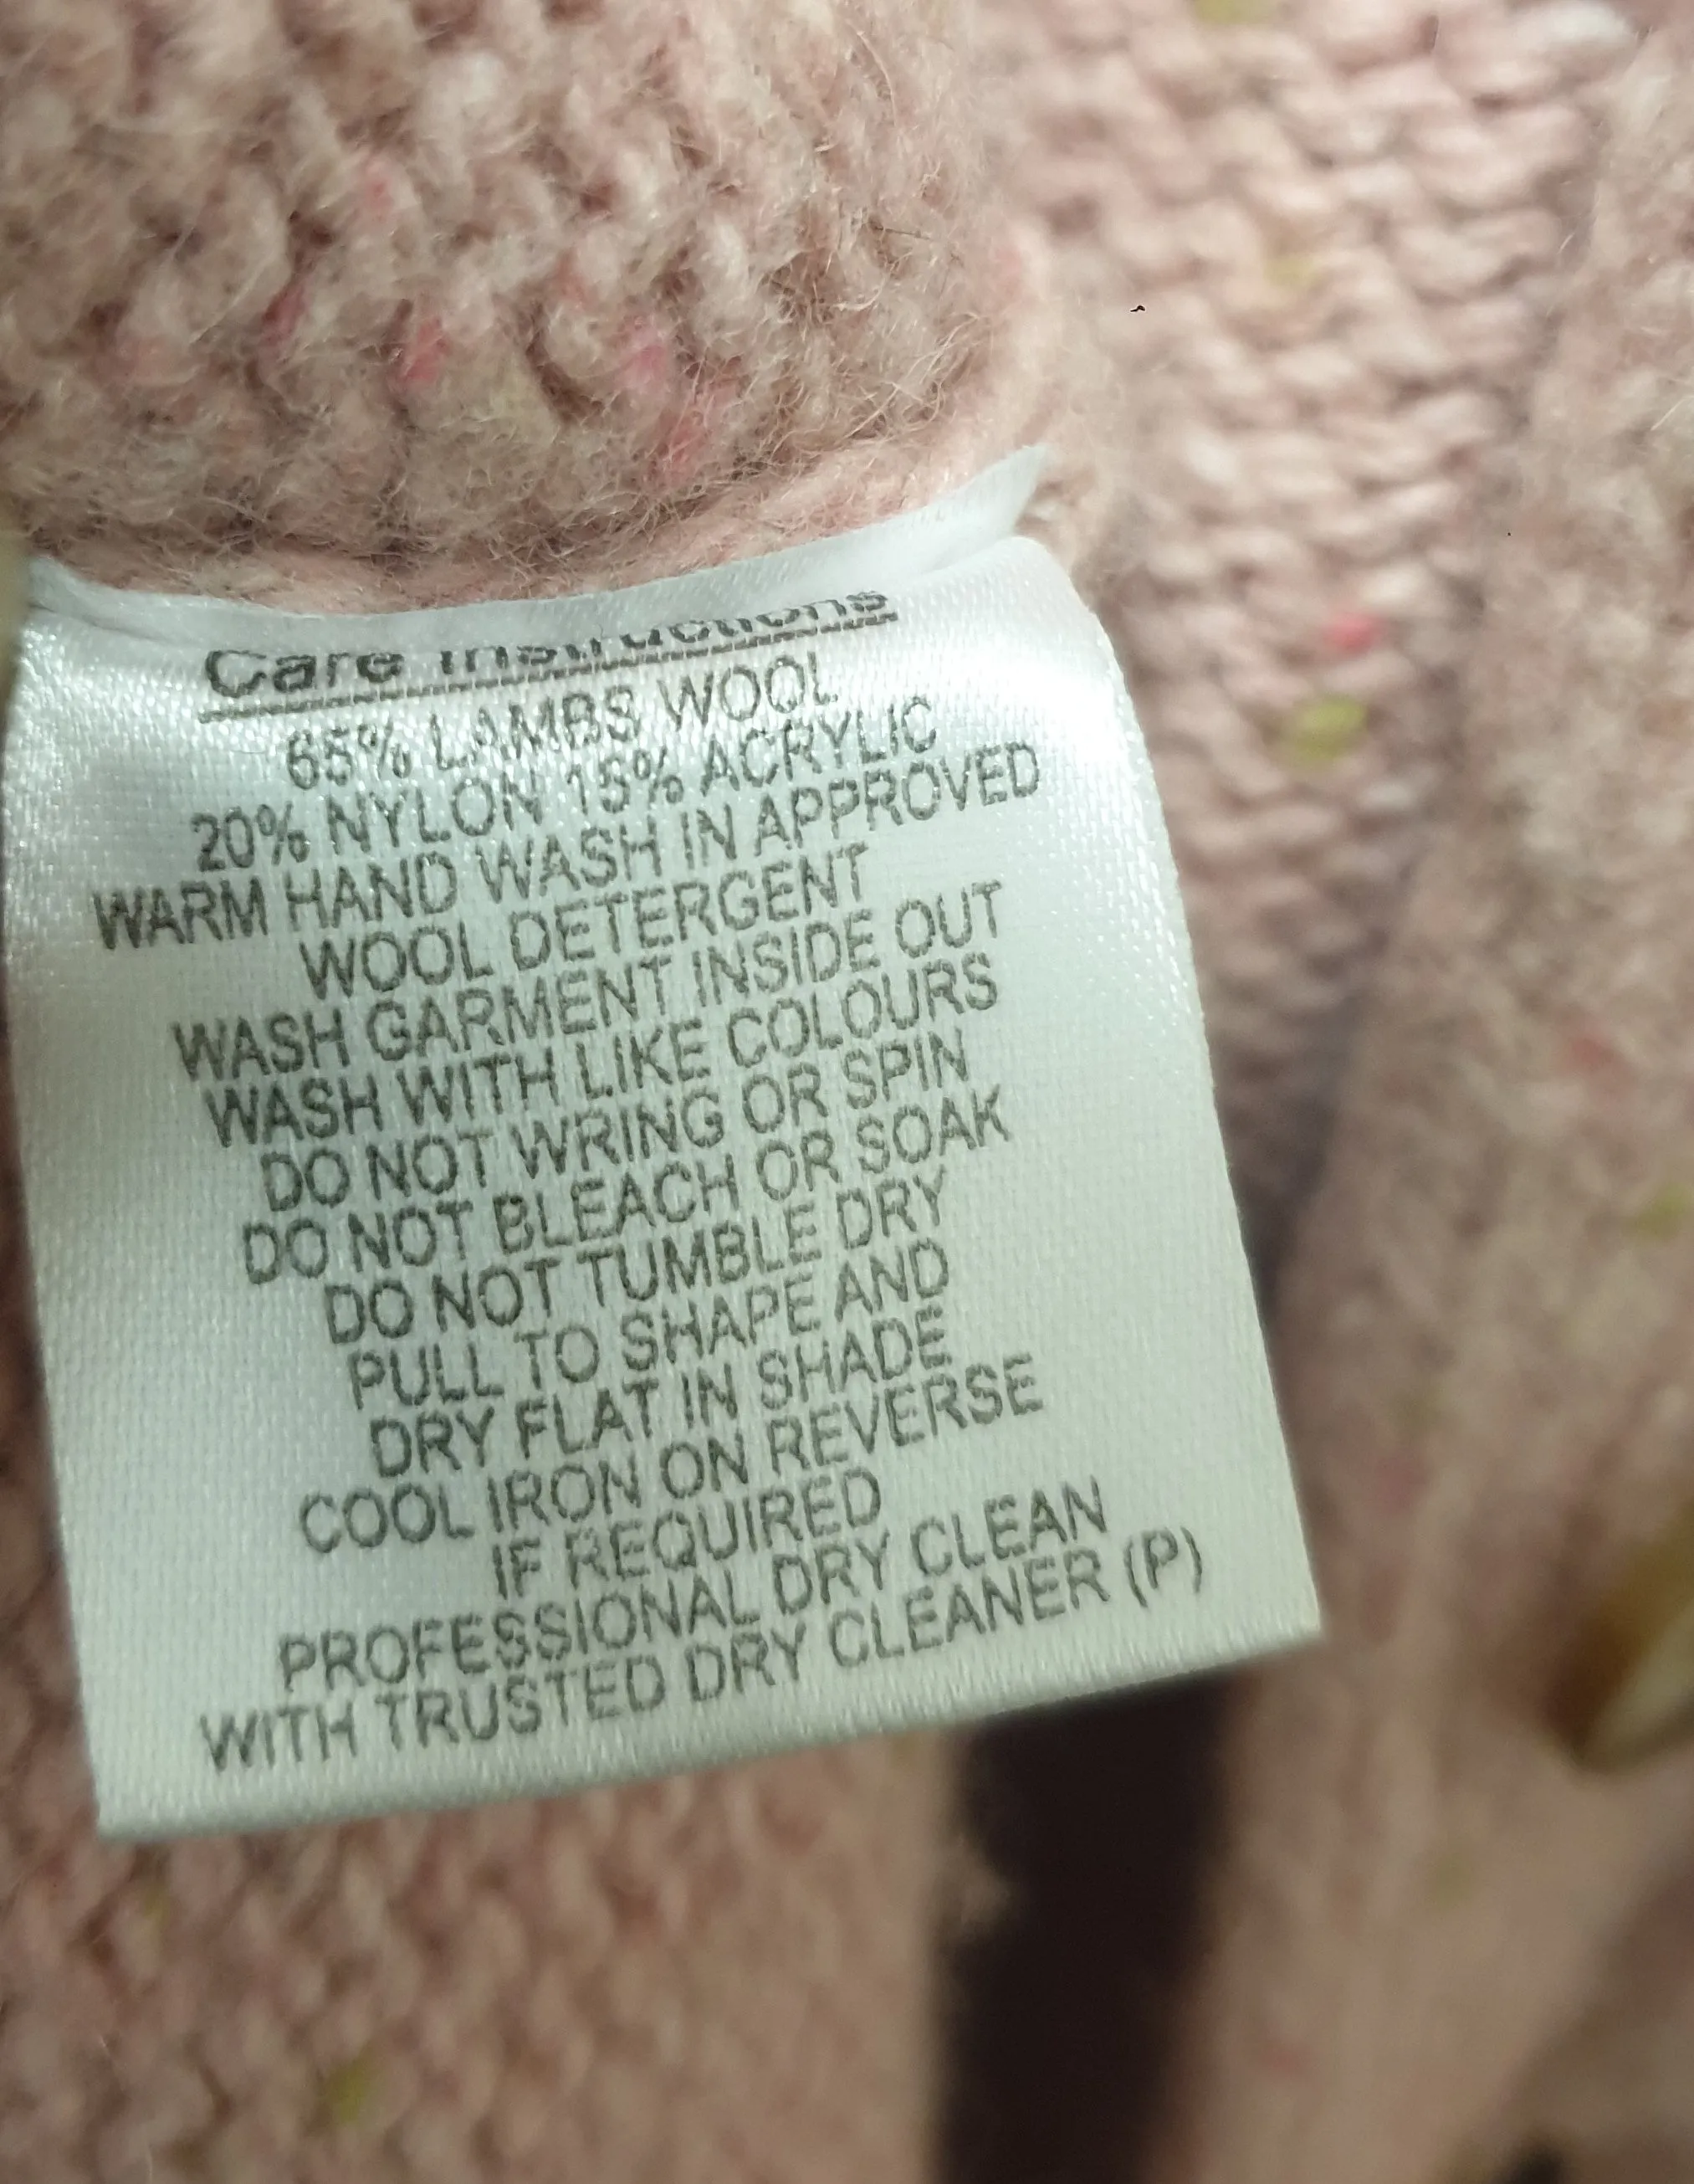 Care Instructions
65% LAMBS WOOL
20% NYLON 15% ACRYLIC
WARM HAND WASH IN APPROVED
WOOL DETERGENT
WASH GARMENT INSIDE OUT
WASH WITH LIKE COLOURS
DO NOT WRING OR SPIN
DO NOT BLEACH OR SOAK
DO NOT TUMBLE DRY
PULL TO SHAPE AND
DRY FLAT IN SHADE
COOL IRON ON REVERSE
IF REQUIRED
PROFESSIONAL DRY CLEAN
WITH TRUSTED DRY CLEANER (P)